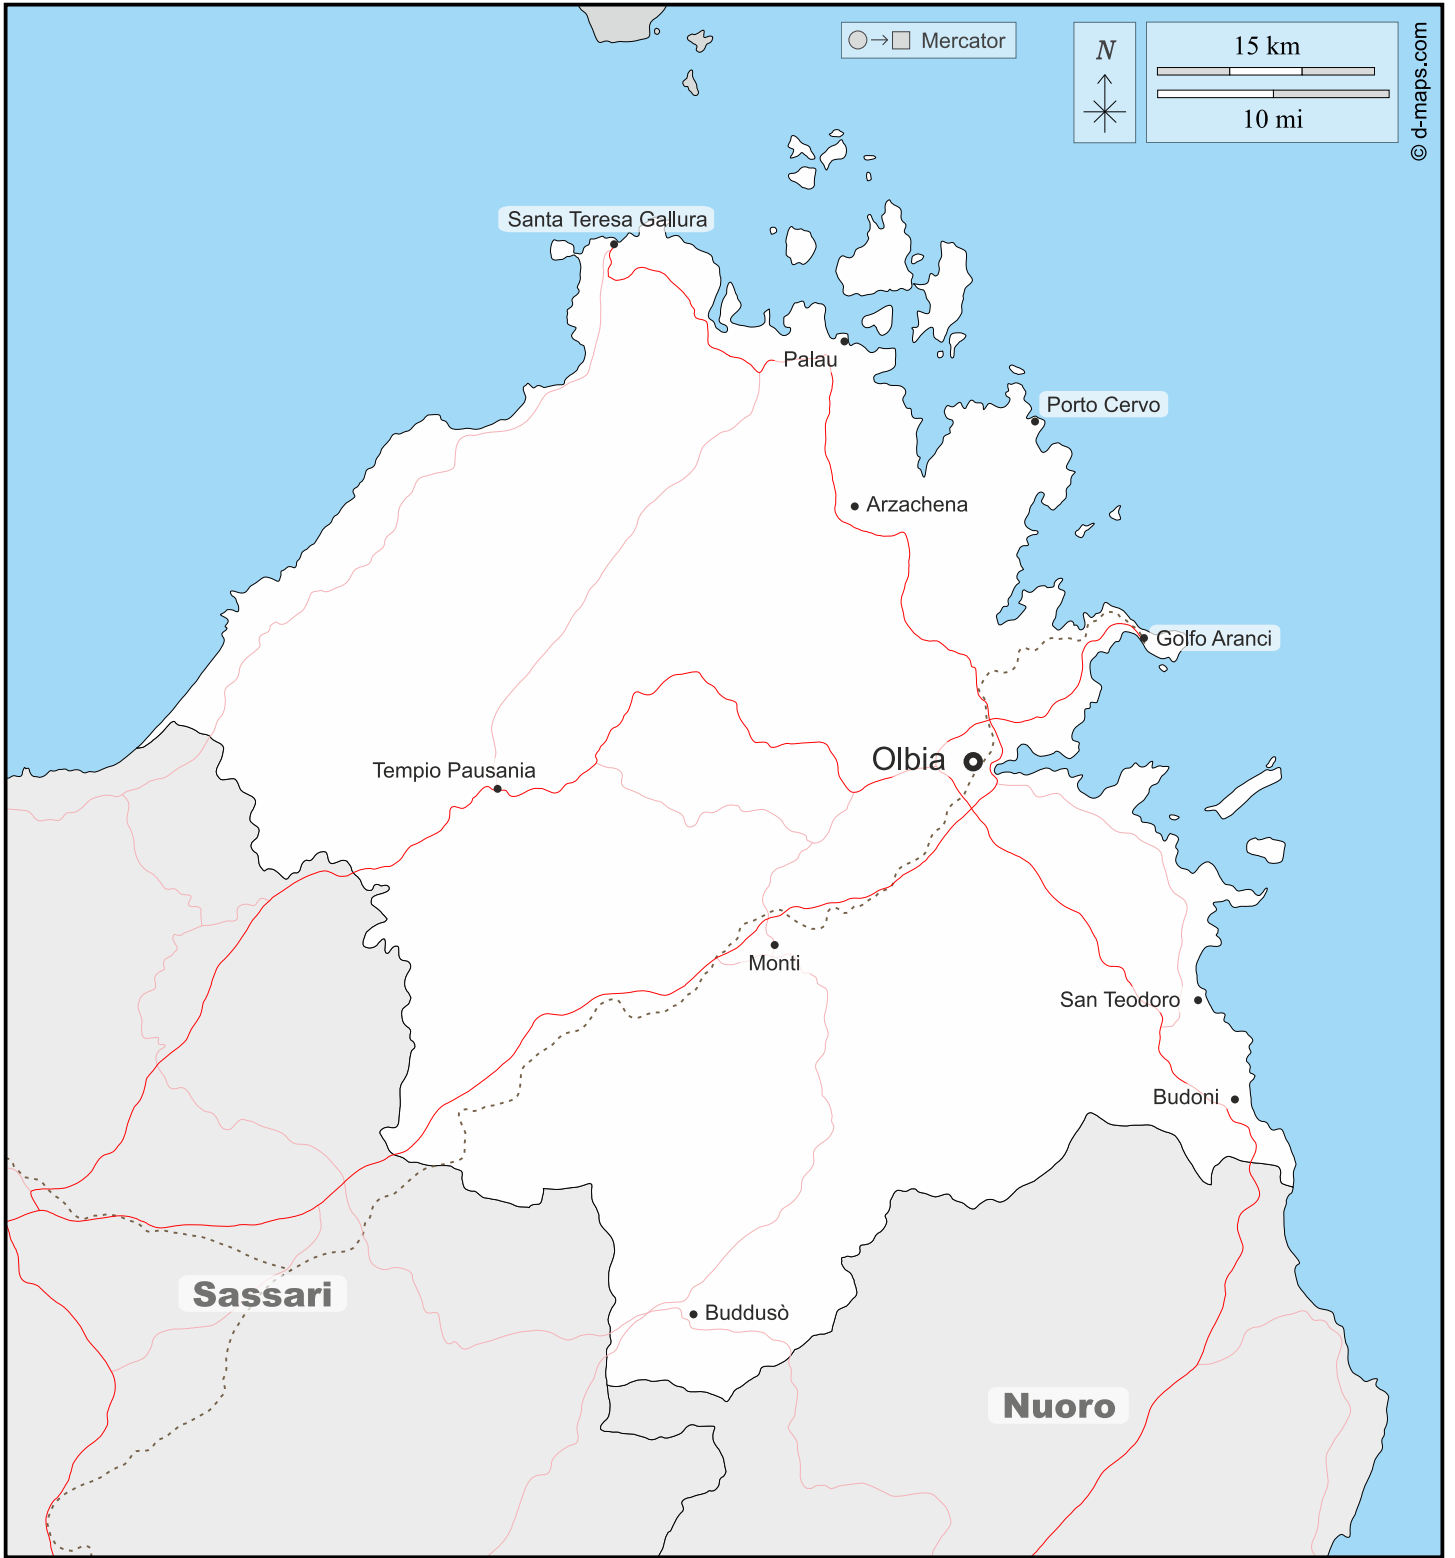 Mercator
N
15 km
10 mi
© d-maps.com
Santa Teresa Gallura
Palau
Porto Cervo
Arzachena
Golfo Aranci
Olbia
Tempio Pausania
Monti
San Teodoro
Budoni
Sassari
Buddusò
Nuoro